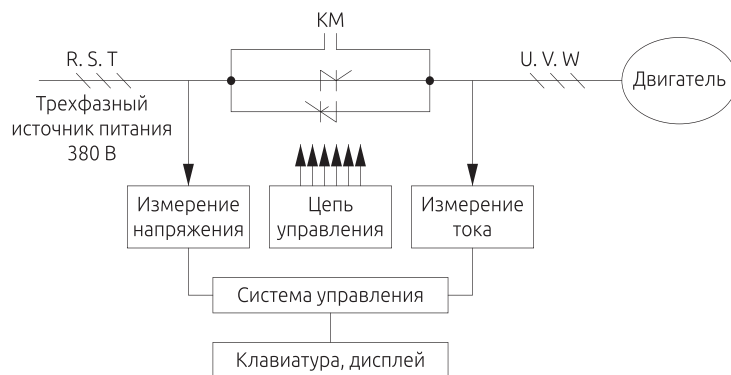 KM
R. S. T
U. V. W
Трехфазный
источник питания
380 В
Двигатель
Измерение
напряжения
Цепь
управления
Измерение
тока
Система управления
Клавиатура, дисплей